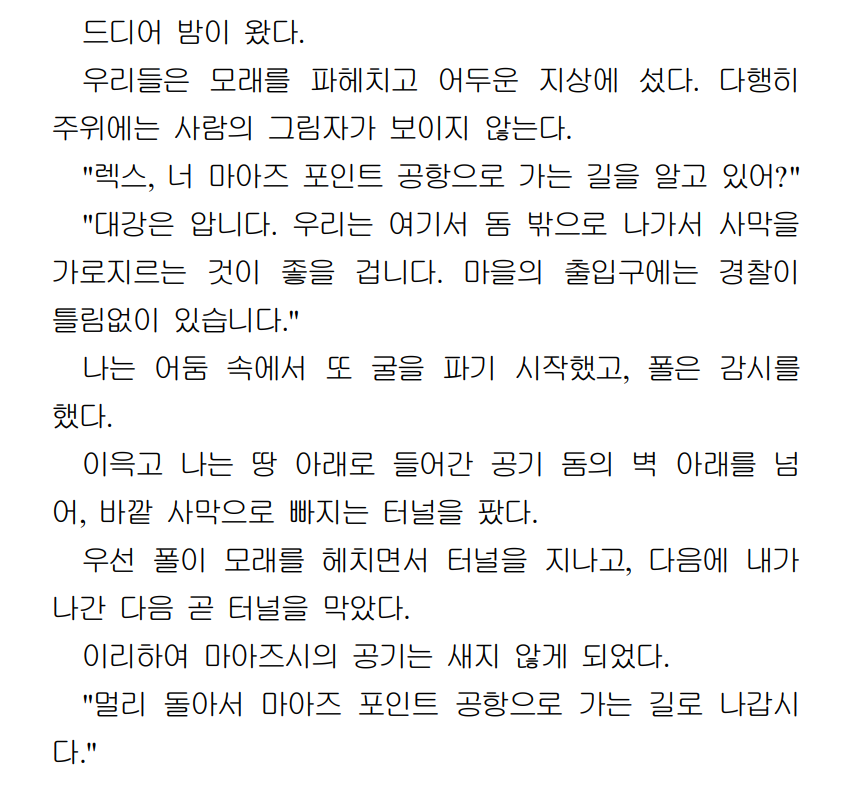 드디어 밤이 왔다.
우리들은 모래를 파헤치고 어두운 지상에 섰다. 다행히
주위에는 사람의 그림자가 보이지 않는다.
"렉스, 너 마아즈 포인트 공항으로 가는 길을 알고 있어?"
"대강은 압니다. 우리는 여기서 돔 밖으로 나가서 사막을
가로지르는 것이 좋을 겁니다. 마을의 출입구에는 경찰이
틀림없이 있습니다."
나는 어둠 속에서 또 굴을 파기 시작했고, 폴은 감시를
했다.
이윽고 나는 땅 아래로 들어간 공기 돔의 벽 아래를 넘
어, 바깥 사막으로 빠지는 터널을 팠다.
우선 폴이 모래를 헤치면서 터널을 지나고, 다음에 내가
나간 다음 곧 터널을 막았다.
이리하여 마아즈시의 공기는 새지 않게 되었다.
"멀리 돌아서 마아즈 포인트 공항으로 가는 길로 나갑시
다."